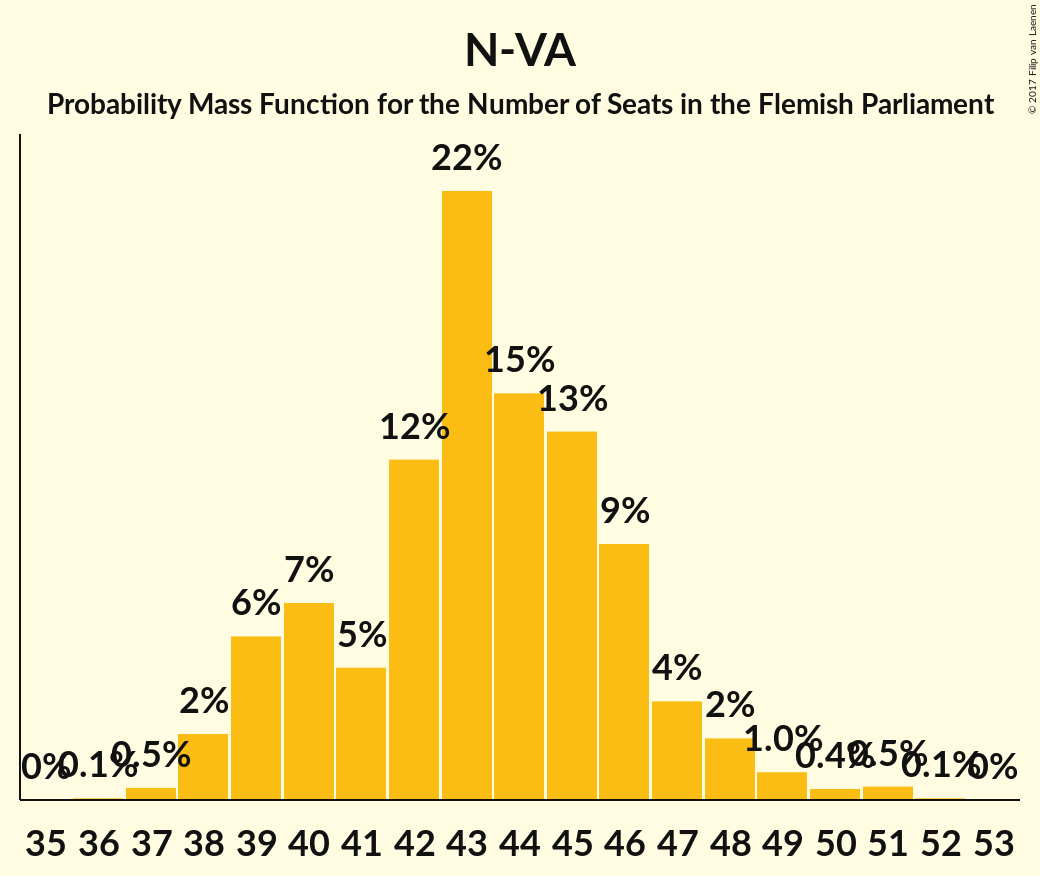 N-VA
Probability Mass Function for the Number of Seats in the Flemish Parliament
© 2017 Filip van Laenen
22%
15%
13%
12%
9%
7%
6%
5%
4%
2%
2%
1.0%
0% 0.1% 0.5% 0.4% 0.5% 0.1% 0%
35 36 37 38 39 40 41 42 43 44 45 46 47 48 49 50 51 52 53